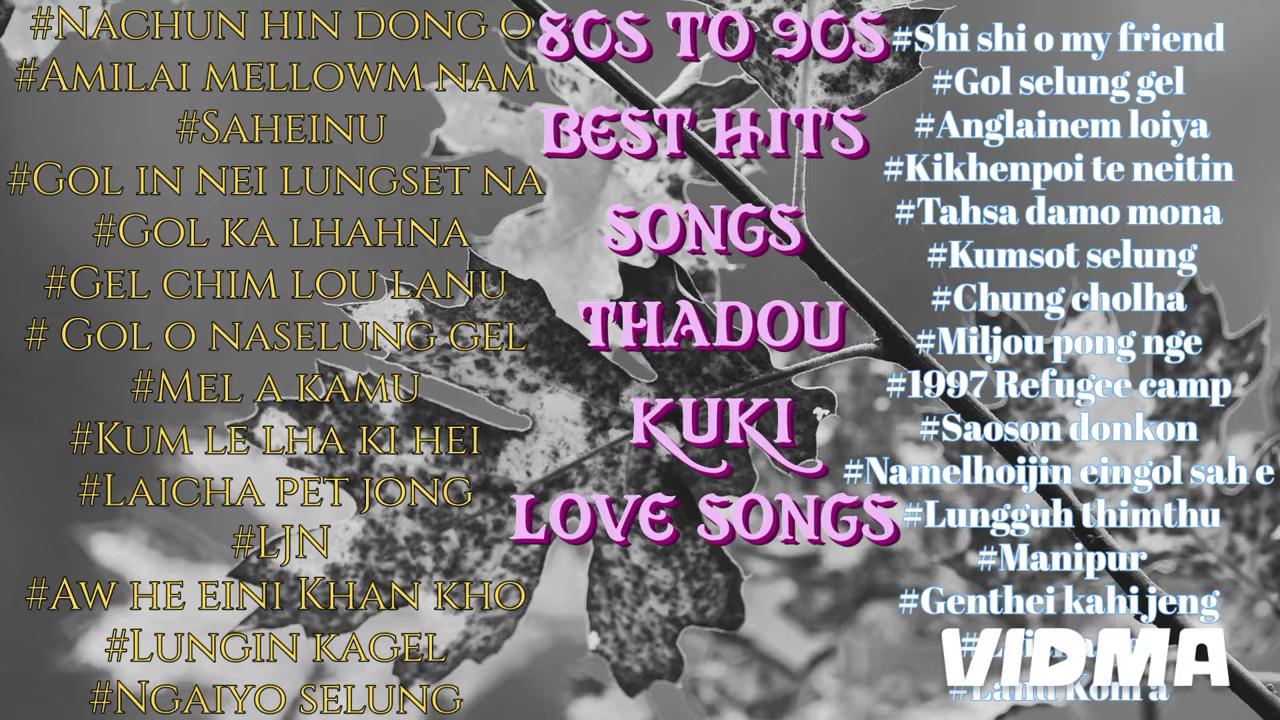 #Nachun hin dong o
#Amilai mellowm nam
#Saheinu
#Gol in nei lungset na
#Gol ka lhahna
#Gel chim lou lanu
# Gol o naselung gel
#Mel a kamu
#Kum le lha ki hei
#Laicha pet jong
#LJN
#Aw he eini Khan kho
#Lungin kagel
#Ngaiyo selung
80s to 90s
Best hits
songs
Thadou
Kuki
love songs
#Shi shi o my friend
#Gol selung gel
#Anglainem loiya
#Kikhenpoi te neitin
#Tahsa damo mona
#Kumsot selung
#Chung cholha
#Miljou pong nge
#1997 Refugee camp
#Saoson donkon
#Namelhoijin eingol sah e
#Lungguh thimthu
#Manipur
#Genthei kahi jeng
#Lanu Koih a
VIDMA